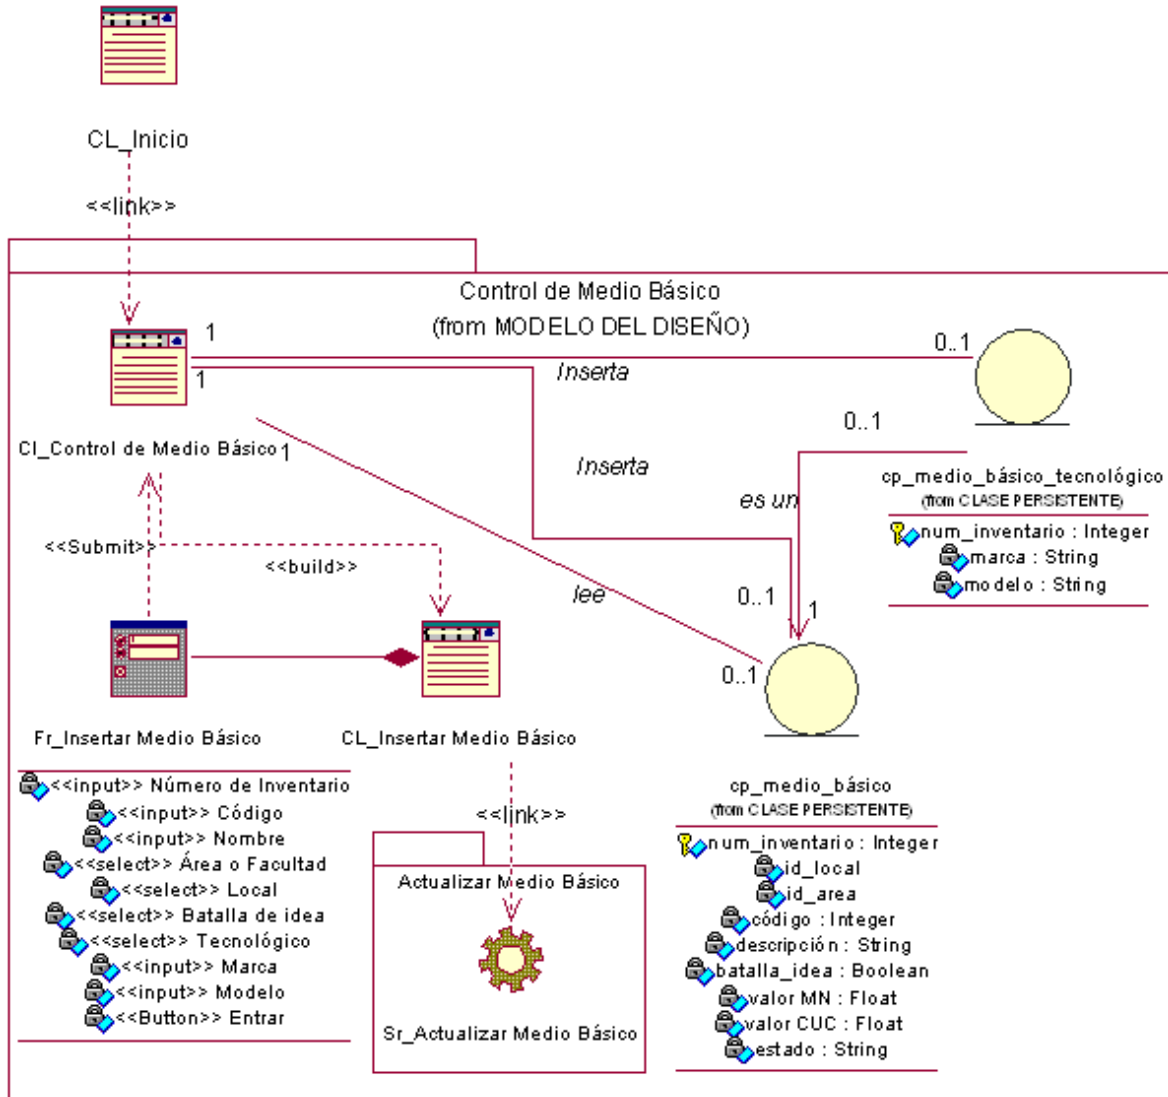 CL_Inicio
<<link>>
Control de Medio Básico
(from MODELO DEL DISEÑO)
1
0..1
Inserta
1
0..1
Cl_Control de Medio Básico
1
Inserta
es un
cp_medio_básico_tecnológico
(from CLASE PERSISTENTE)
num_inventario : Integer
marca : String
modelo : String
<<Submit>>
<<build>>
lee
0..1
1
0..1
Fr_Insertar Medio Básico
CL_Insertar Medio Básico
<<input>> Número de Inventario
<<input>> Código
<<input>> Nombre
<<select>> Área o Facultad
<<select>> Local
<<select>> Batalla de idea
<<select>> Tecnológico
<<input>> Marca
<<input>> Modelo
<<Button>> Entrar
<<link>>
Actualizar Medio Básico
Sr_Actualizar Medio Básico
cp_medio_básico
(from CLASE PERSISTENTE)
num_inventario : Integer
id_local
id_area
código : Integer
descripción : String
batalla_idea : Boolean
valor MN : Float
valor CUC : Float
estado : String